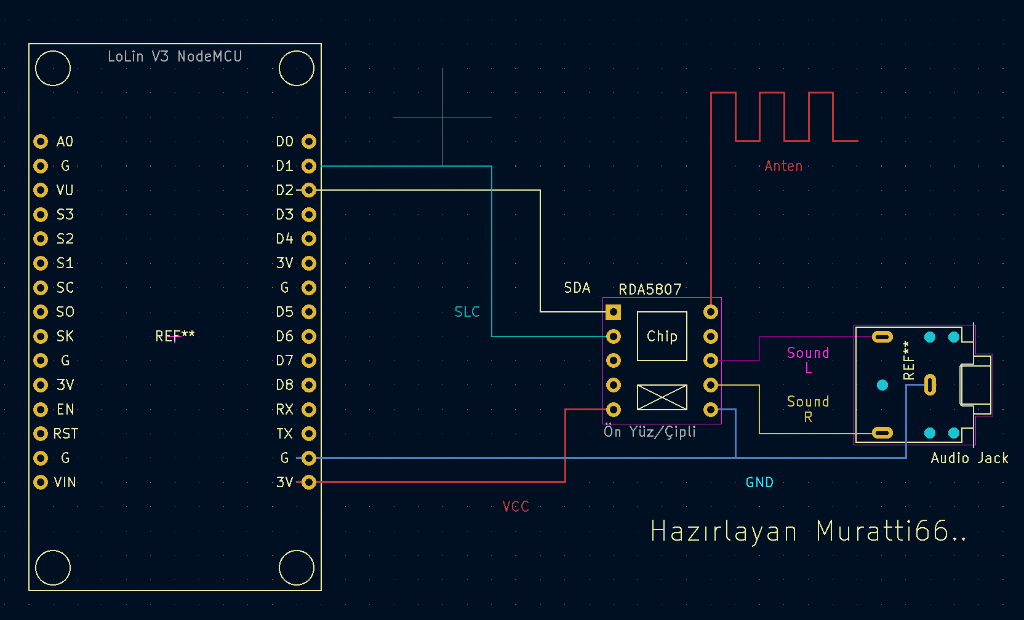 LoLin V3 NodeMCU
A0
G
VU
S3
S2
S1
SC
SO
SK
G
3V
EN
RST
G
VIN
REF**
D0
D1
D2
D3
D4
3V
G
D5
D6
D7
D8
RX
TX
G
3V
SLC
SDA
RDA5807
Chip
Ön Yüz/Çipli
VCC
Anten
Sound
L
Sound
R
GND
REF**
Audio Jack
Hazırlayan Muratti66..